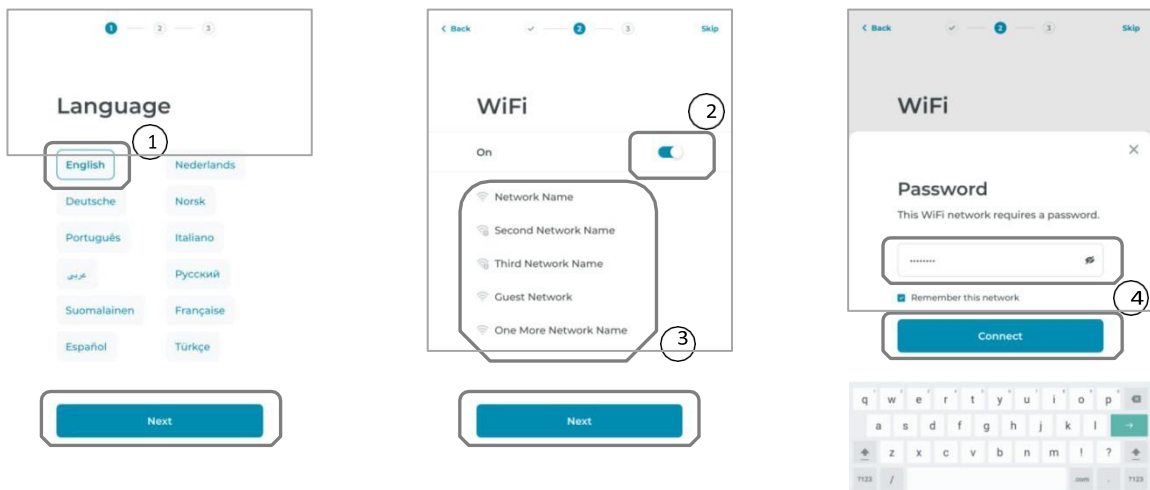 1 2 3
Language
1
English Nederlands
Deutsche Norsk
Português Italiano
عربى Русский
Suomalainen Française
Español Türkçe
Next
< Back 2 3 Skip
WiFi
2
On
Network Name
Second Network Name
Third Network Name
Guest Network
One More Network Name
3
Next
< Back 2 3 Skip
WiFi
Password
This WiFi network requires a password.
Remember this network
4
Connect
q w e r t y u i o p
a s d f g h j k l
z x c v b n m ! ?
?123 / .com . ?123